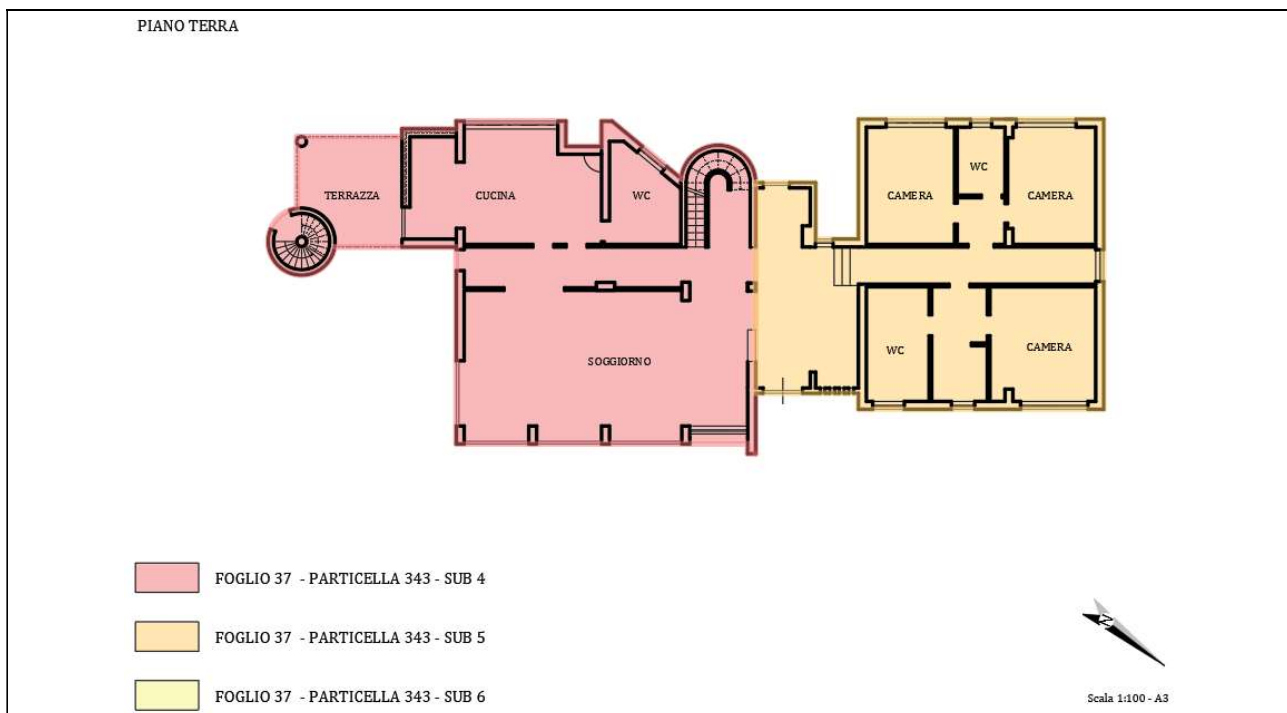 PIANO TERRA
TERRAZZA
CUCINA
WC
CAMERA
WC
CAMERA
SOGGIORNO
WC
CAMERA
FOGLIO 37 - PARTICELLA 343 - SUB 4
FOGLIO 37 - PARTICELLA 343 - SUB 5
FOGLIO 37 - PARTICELLA 343 - SUB 6
N
Scala 1:100 - A3